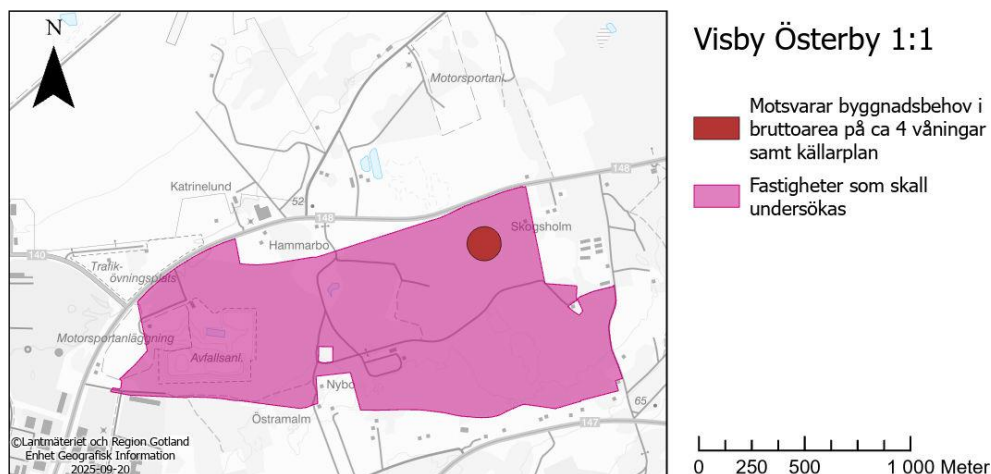 N
Visby Österby 1:1
Motsvarar byggnadsbehov i
bruttoarea på ca 4 våningar
samt källarplan
Fastigheter som skall
undersökas
Motorsportanl.
148
Katrinelund
52
148
Skogsholm
Hammarbo
149
Trafik-
övningsplats
Motorsportanläggning
Avfallsanl.
Nybo
Östramalm
65
147
©Lantmäteriet och Region Gotland
Enhet Geografisk Information
2025-09-20
0 250 500 1 000 Meter